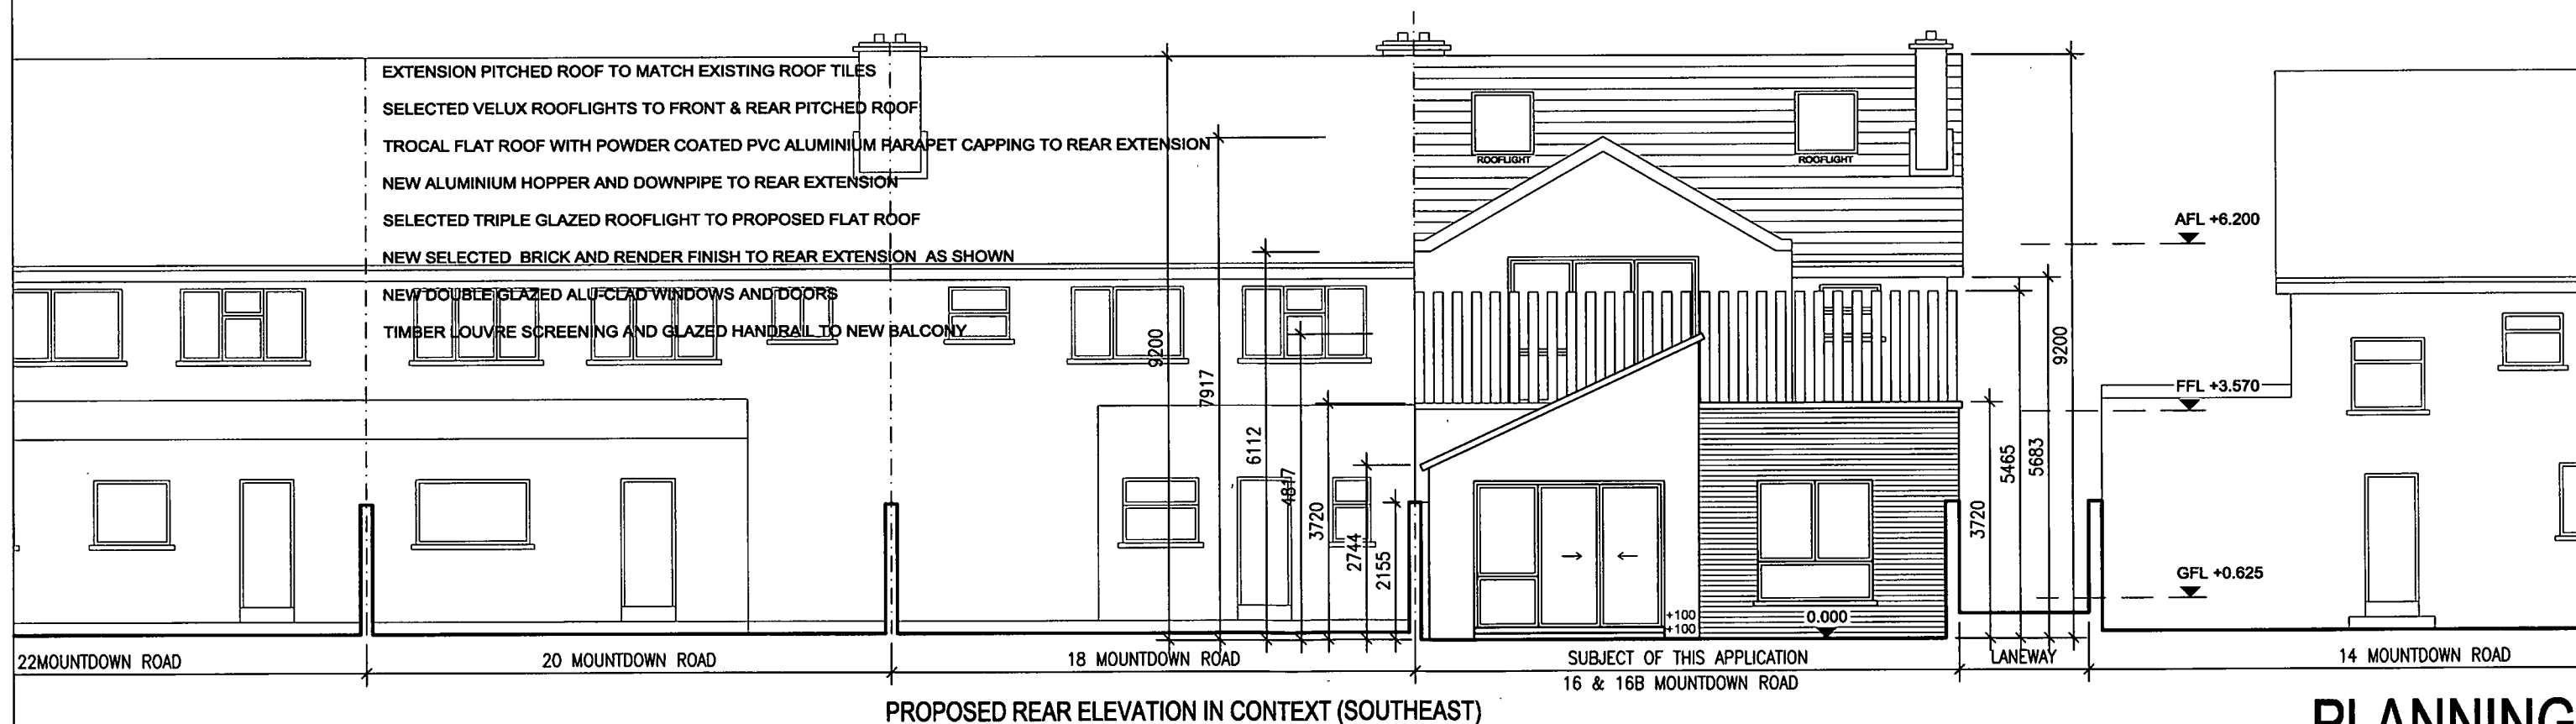 EXTENSION PITCHED ROOF TO MATCH EXISTING ROOF TILES
SELECTED VELUX ROOFLIGHTS TO FRONT & REAR PITCHED ROOF
TROCAL FLAT ROOF WITH POWDER COATED PVC ALUMINIUM PARAPET CAPPING TO REAR EXTENSION
NEW ALUMINIUM HOPPER AND DOWNPIPE TO REAR EXTENSION
SELECTED TRIPLE GLAZED ROOFLIGHT TO PROPOSED FLAT ROOF
NEW SELECTED BRICK AND RENDER FINISH TO REAR EXTENSION AS SHOWN
NEW DOUBLE GLAZED ALU-CLAD WINDOWS AND DOORS
TIMBER LOUVRE SCREENING AND GLAZED HANDRAIL TO NEW BALCONY
9200
7917
6112
4817
3720
2744
2155
ROOFLIGHT
ROOFLIGHT
+100
+100
0.000
3720
5465
5683
9200
AFL +6.200
FFL +3.570
GFL +0.625
22MOUNTDOWN ROAD
20 MOUNTDOWN ROAD
18 MOUNTDOWN ROAD
SUBJECT OF THIS APPLICATION
16 & 16B MOUNTDOWN ROAD
LANEWAY
14 MOUNTDOWN ROAD
PROPOSED REAR ELEVATION IN CONTEXT (SOUTHEAST)
PLANNING